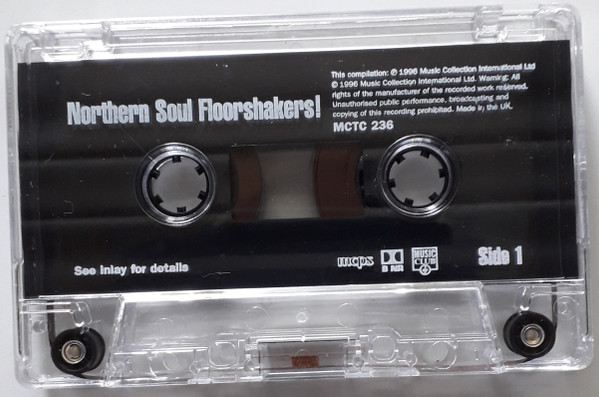 Northern Soul Floorshakers!
This compilation: ℗ 1996 Music Collection International Ltd
© 1996 Music Collection International Ltd. Warning: All
rights of the manufacturer of the recorded work reserved.
Unauthorised public performance, broadcasting and
copying of this recording prohibited. Made in the UK.
MCTC 236
See inlay for details
mcps
B NR
MUSIC
CLUB
Side 1